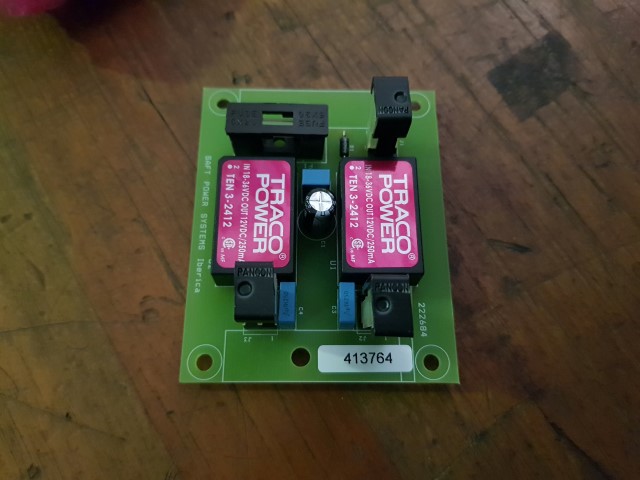 SAFT POWER SYSTEMS Iberica
TRACO
POWER
IN 18-36VDC OUT 12VDC/250mA
TEN 3-2412
C4
C3
U1
TRACO
POWER
IN 18-36VDC OUT 12VDC/250mA
TEN 3-2412
413764
222684
FUSE